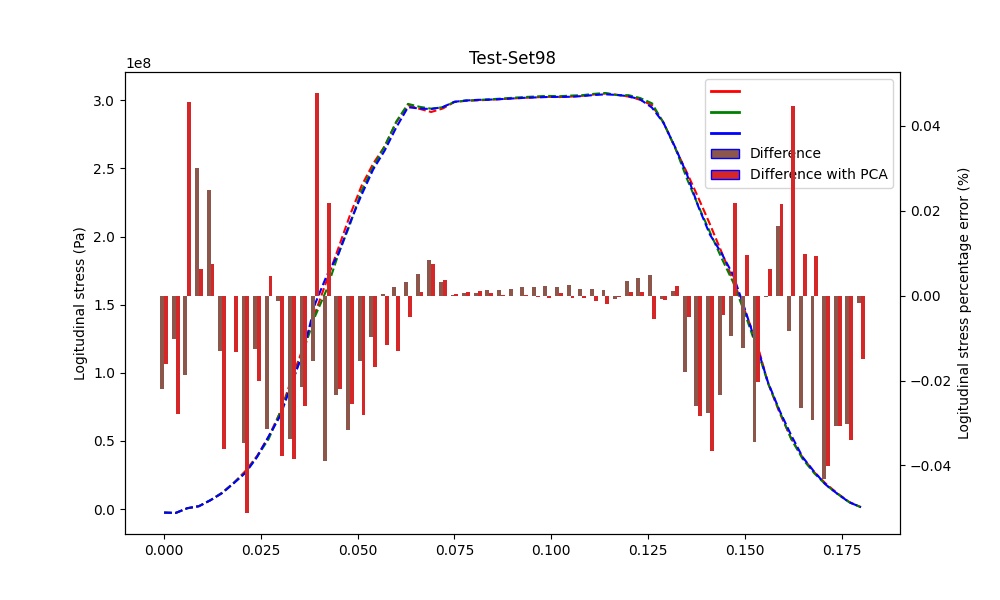 Test-Set98
1e8
3.0
2.5
2.0
1.5
1.0
0.5
0.0
Logitudinal stress (Pa)
Difference
Difference with PCA
0.04
0.02
0.00
−0.02
−0.04
Logitudinal stress percentage error (%)
0.000 0.025 0.050 0.075 0.100 0.125 0.150 0.175